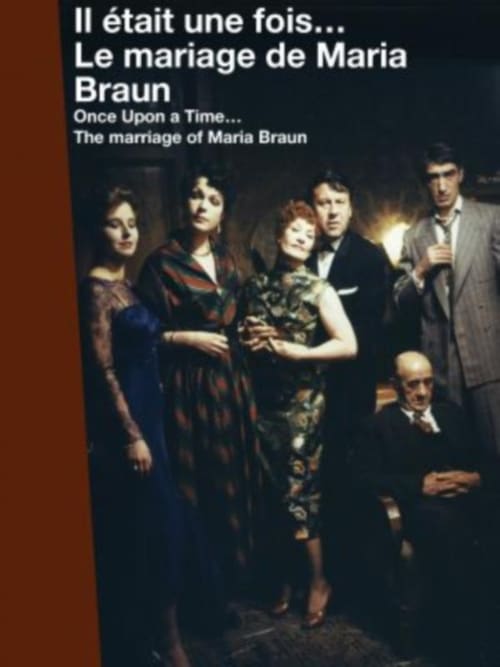 Il était une fois...
Le mariage de Maria
Braun
Once Upon a Time...
The marriage of Maria Braun